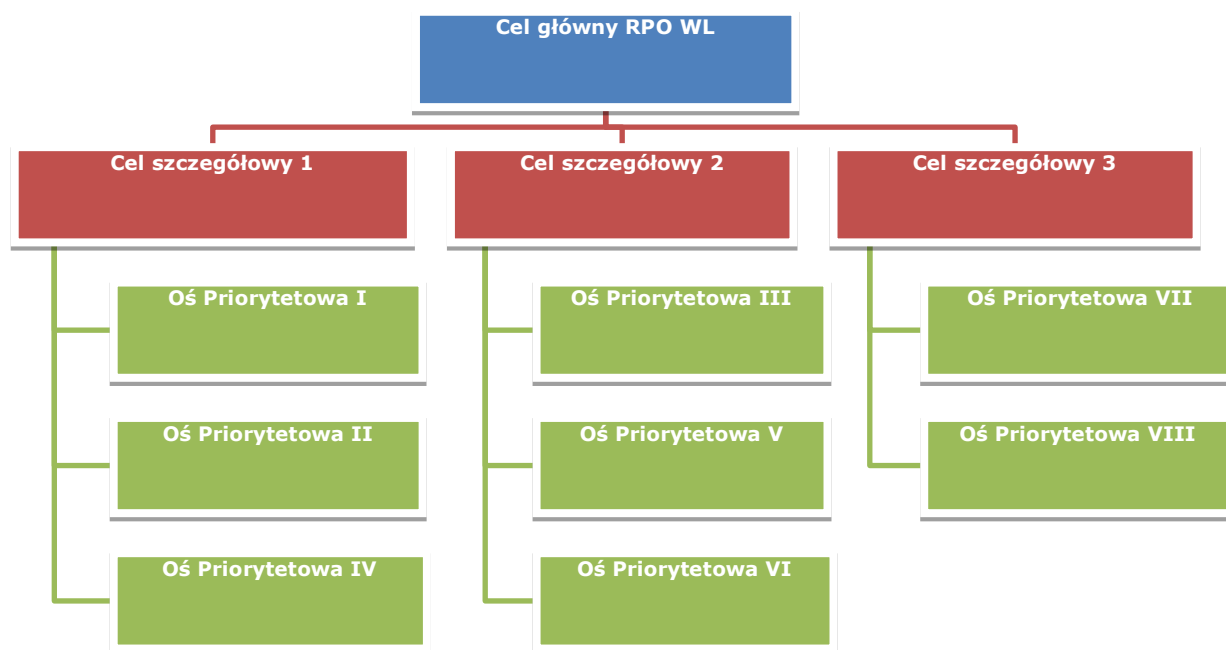 Cel główny RPO WL
Cel szczegółowy 1
Cel szczegółowy 2
Cel szczegółowy 3
Oś Priorytetowa I
Oś Priorytetowa III
Oś Priorytetowa VII
Oś Priorytetowa II
Oś Priorytetowa V
Oś Priorytetowa VIII
Oś Priorytetowa IV
Oś Priorytetowa VI